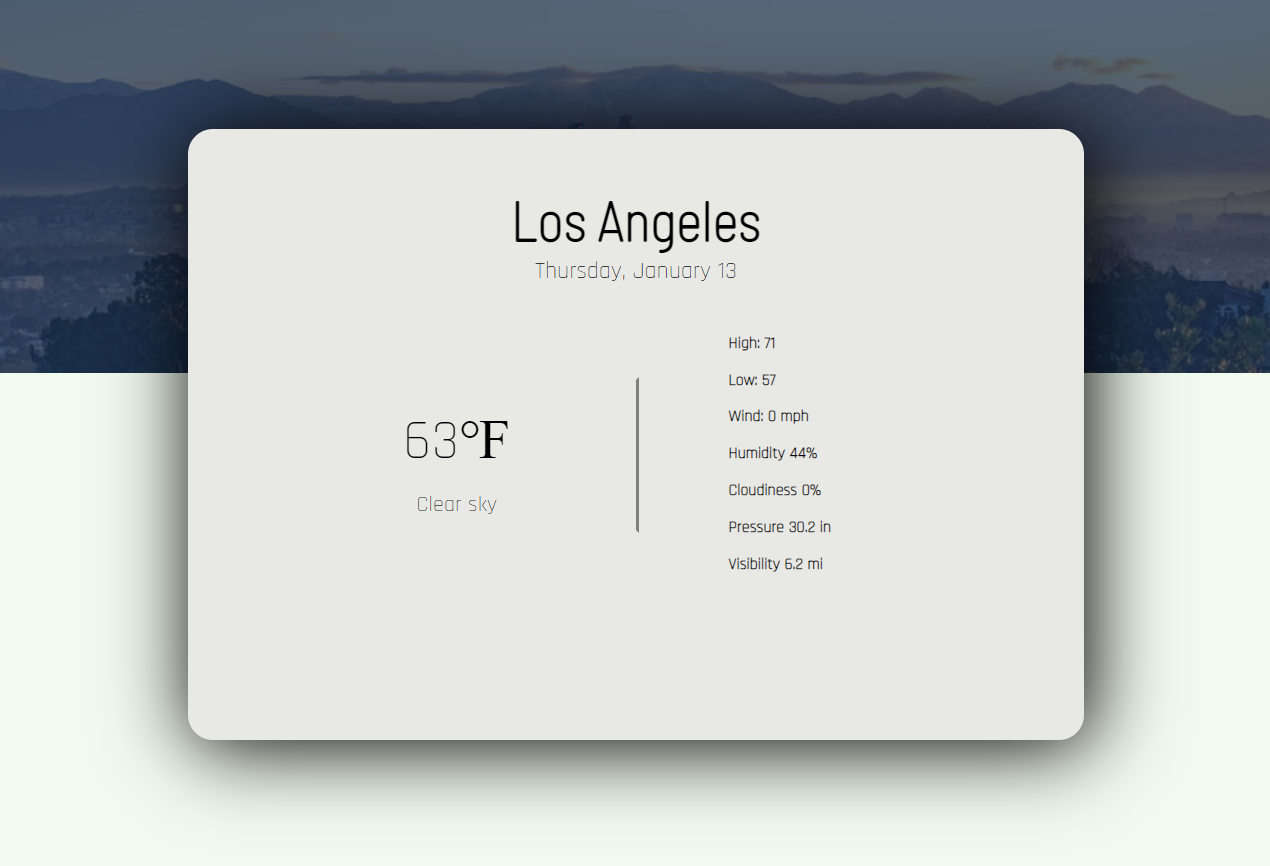 Los Angeles
Thursday, January 13
63°F
Clear sky
High: 71
Low: 57
Wind: 0 mph
Humidity 44%
Cloudiness 0%
Pressure 30.2 in
Visibility 6.2 mi